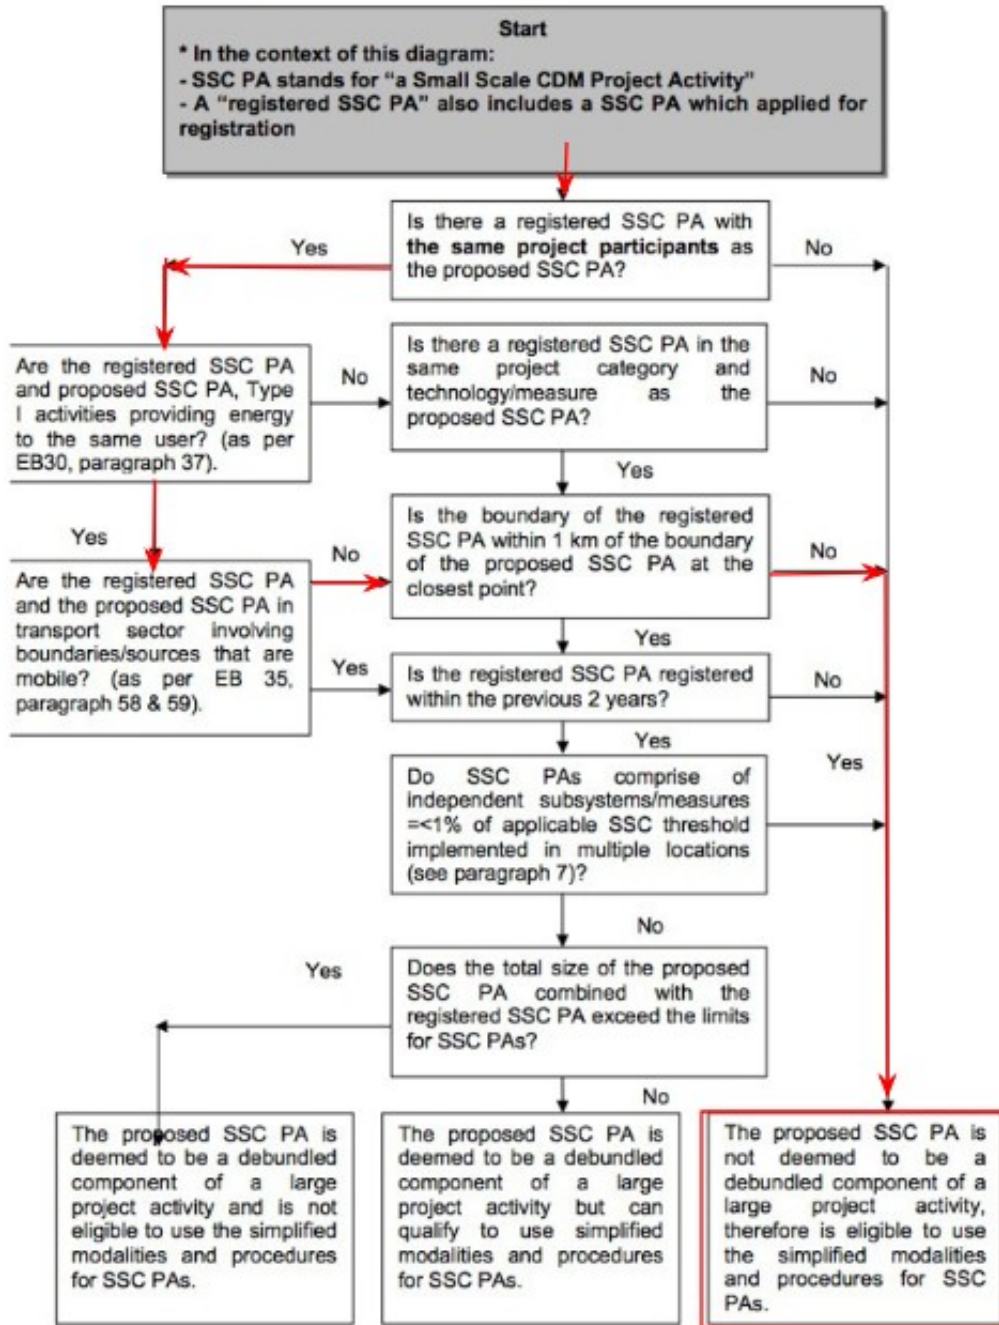 Start
* In the context of this diagram:
- SSC PA stands for “a Small Scale CDM Project Activity”
- A “registered SSC PA” also includes a SSC PA which applied for
registration
Is there a registered SSC PA with
the same project participants as
the proposed SSC PA?
Yes
No
Are the registered SSC PA
and proposed SSC PA, Type
I activities providing energy
to the same user? (as per
EB30, paragraph 37).
No
Is there a registered SSC PA in the
same project category and
technology/measure as the
proposed SSC PA?
No
Yes
Yes
Is the boundary of the registered
SSC PA within 1 km of the boundary
of the proposed SSC PA at the
closest point?
No
No
Are the registered SSC PA
and the proposed SSC PA in
transport sector involving
boundaries/sources that are
mobile? (as per EB 35,
paragraph 58 & 59).
Yes
Yes
Is the registered SSC PA registered
within the previous 2 years?
No
Yes
Yes
Do SSC PAs comprise of
independent subsystems/measures
=<1% of applicable SSC threshold
implemented in multiple locations
(see paragraph 7)?
No
Yes
Does the total size of the proposed
SSC PA combined with the
registered SSC PA exceed the limits
for SSC PAs?
No
The proposed SSC PA is
deemed to be a debundled
component of a large
project activity and is not
eligible to use the simplified
modalities and procedures
for SSC PAs.
The proposed SSC PA is
deemed to be a debundled
component of a large
project activity but can
qualify to use simplified
modalities and procedures
for SSC PAs.
The proposed SSC PA is
not deemed to be a
debundled component of a
large project activity,
therefore is eligible to use
the simplified modalities
and procedures for SSC
PAs.